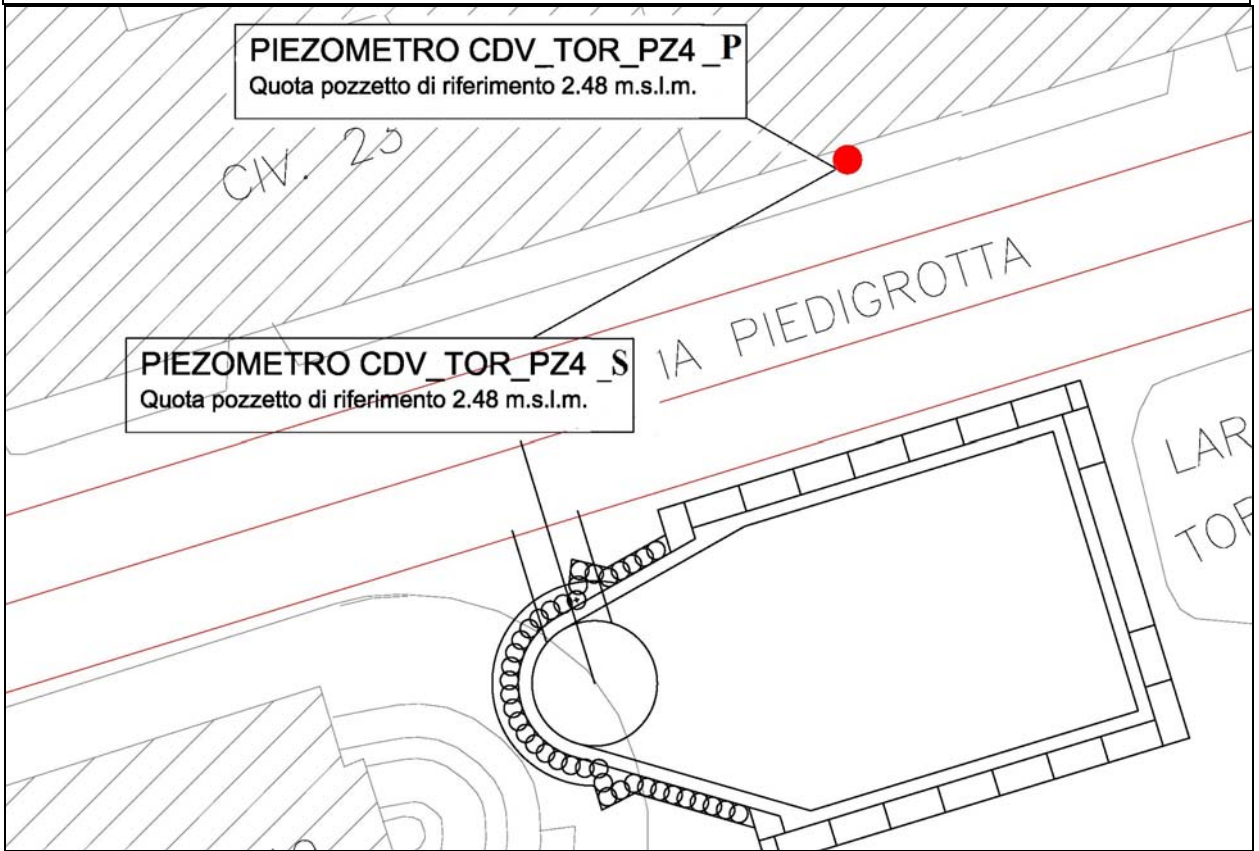 PIEZOMETRO CDV_TOR_PZ4 _P
Quota pozzetto di riferimento 2.48 m.s.l.m.
CIV.
IA PIEDIGROTTA
PIEZOMETRO CDV_TOR_PZ4 _S
Quota pozzetto di riferimento 2.48 m.s.l.m.
LAR
TOR